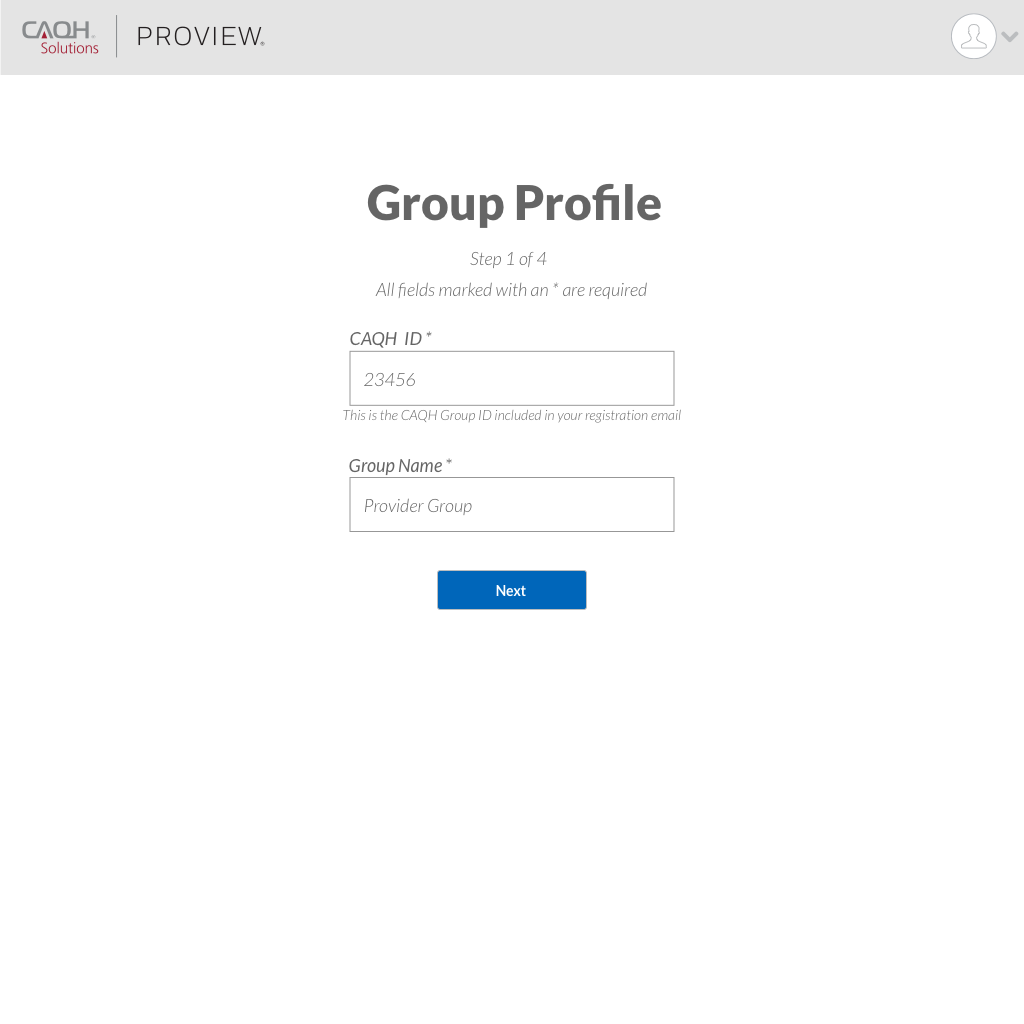 CAQH®
Solutions
PROVIEW®
Group Profile
Step 1 of 4
All fields marked with an * are required
CAQH ID *
23456
This is the CAQH Group ID included in your registration email
Group Name *
Provider Group
Next